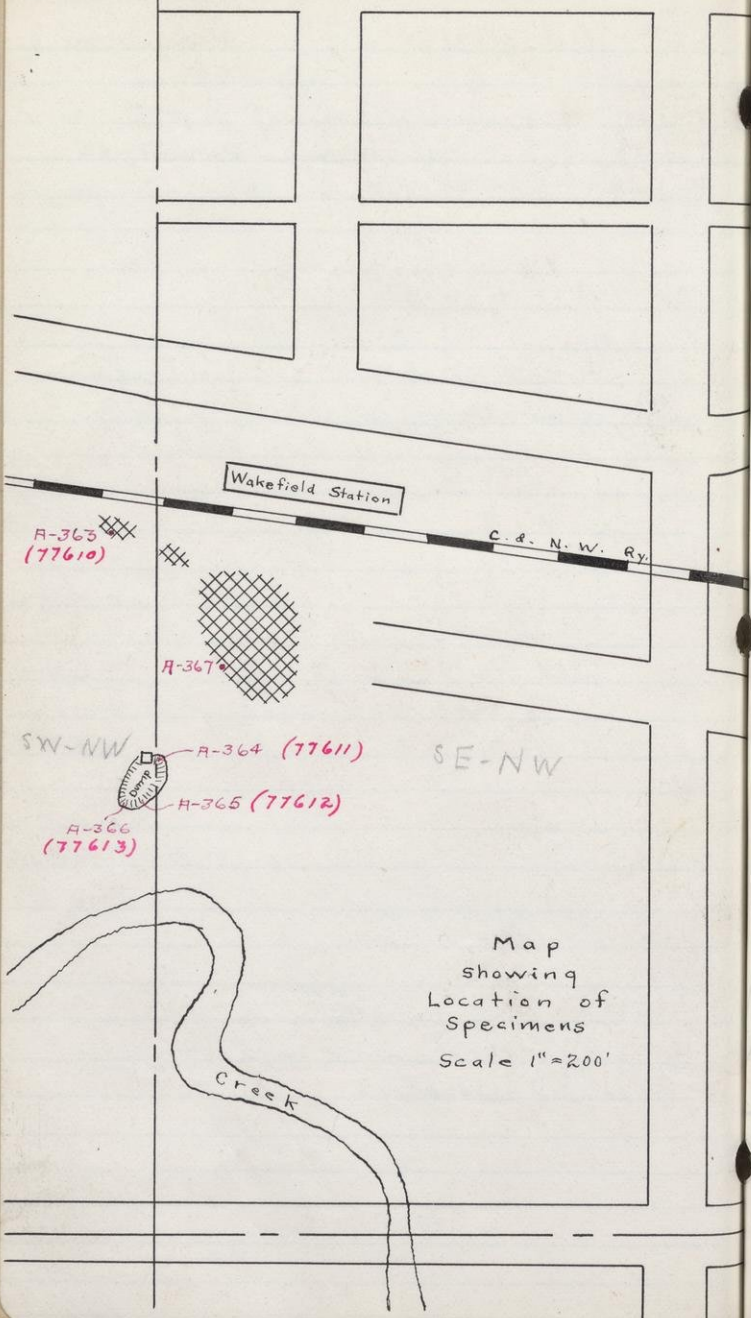 Wakefield Station
C. & N. W. Ry.
A-363
(77610)
A-367
SW-NW
SE-NW
A-364 (77611)
Dump
A-365 (77612)
A-366
(77613)
Map
showing
Location of
Specimens
Scale 1"=200'
Creek